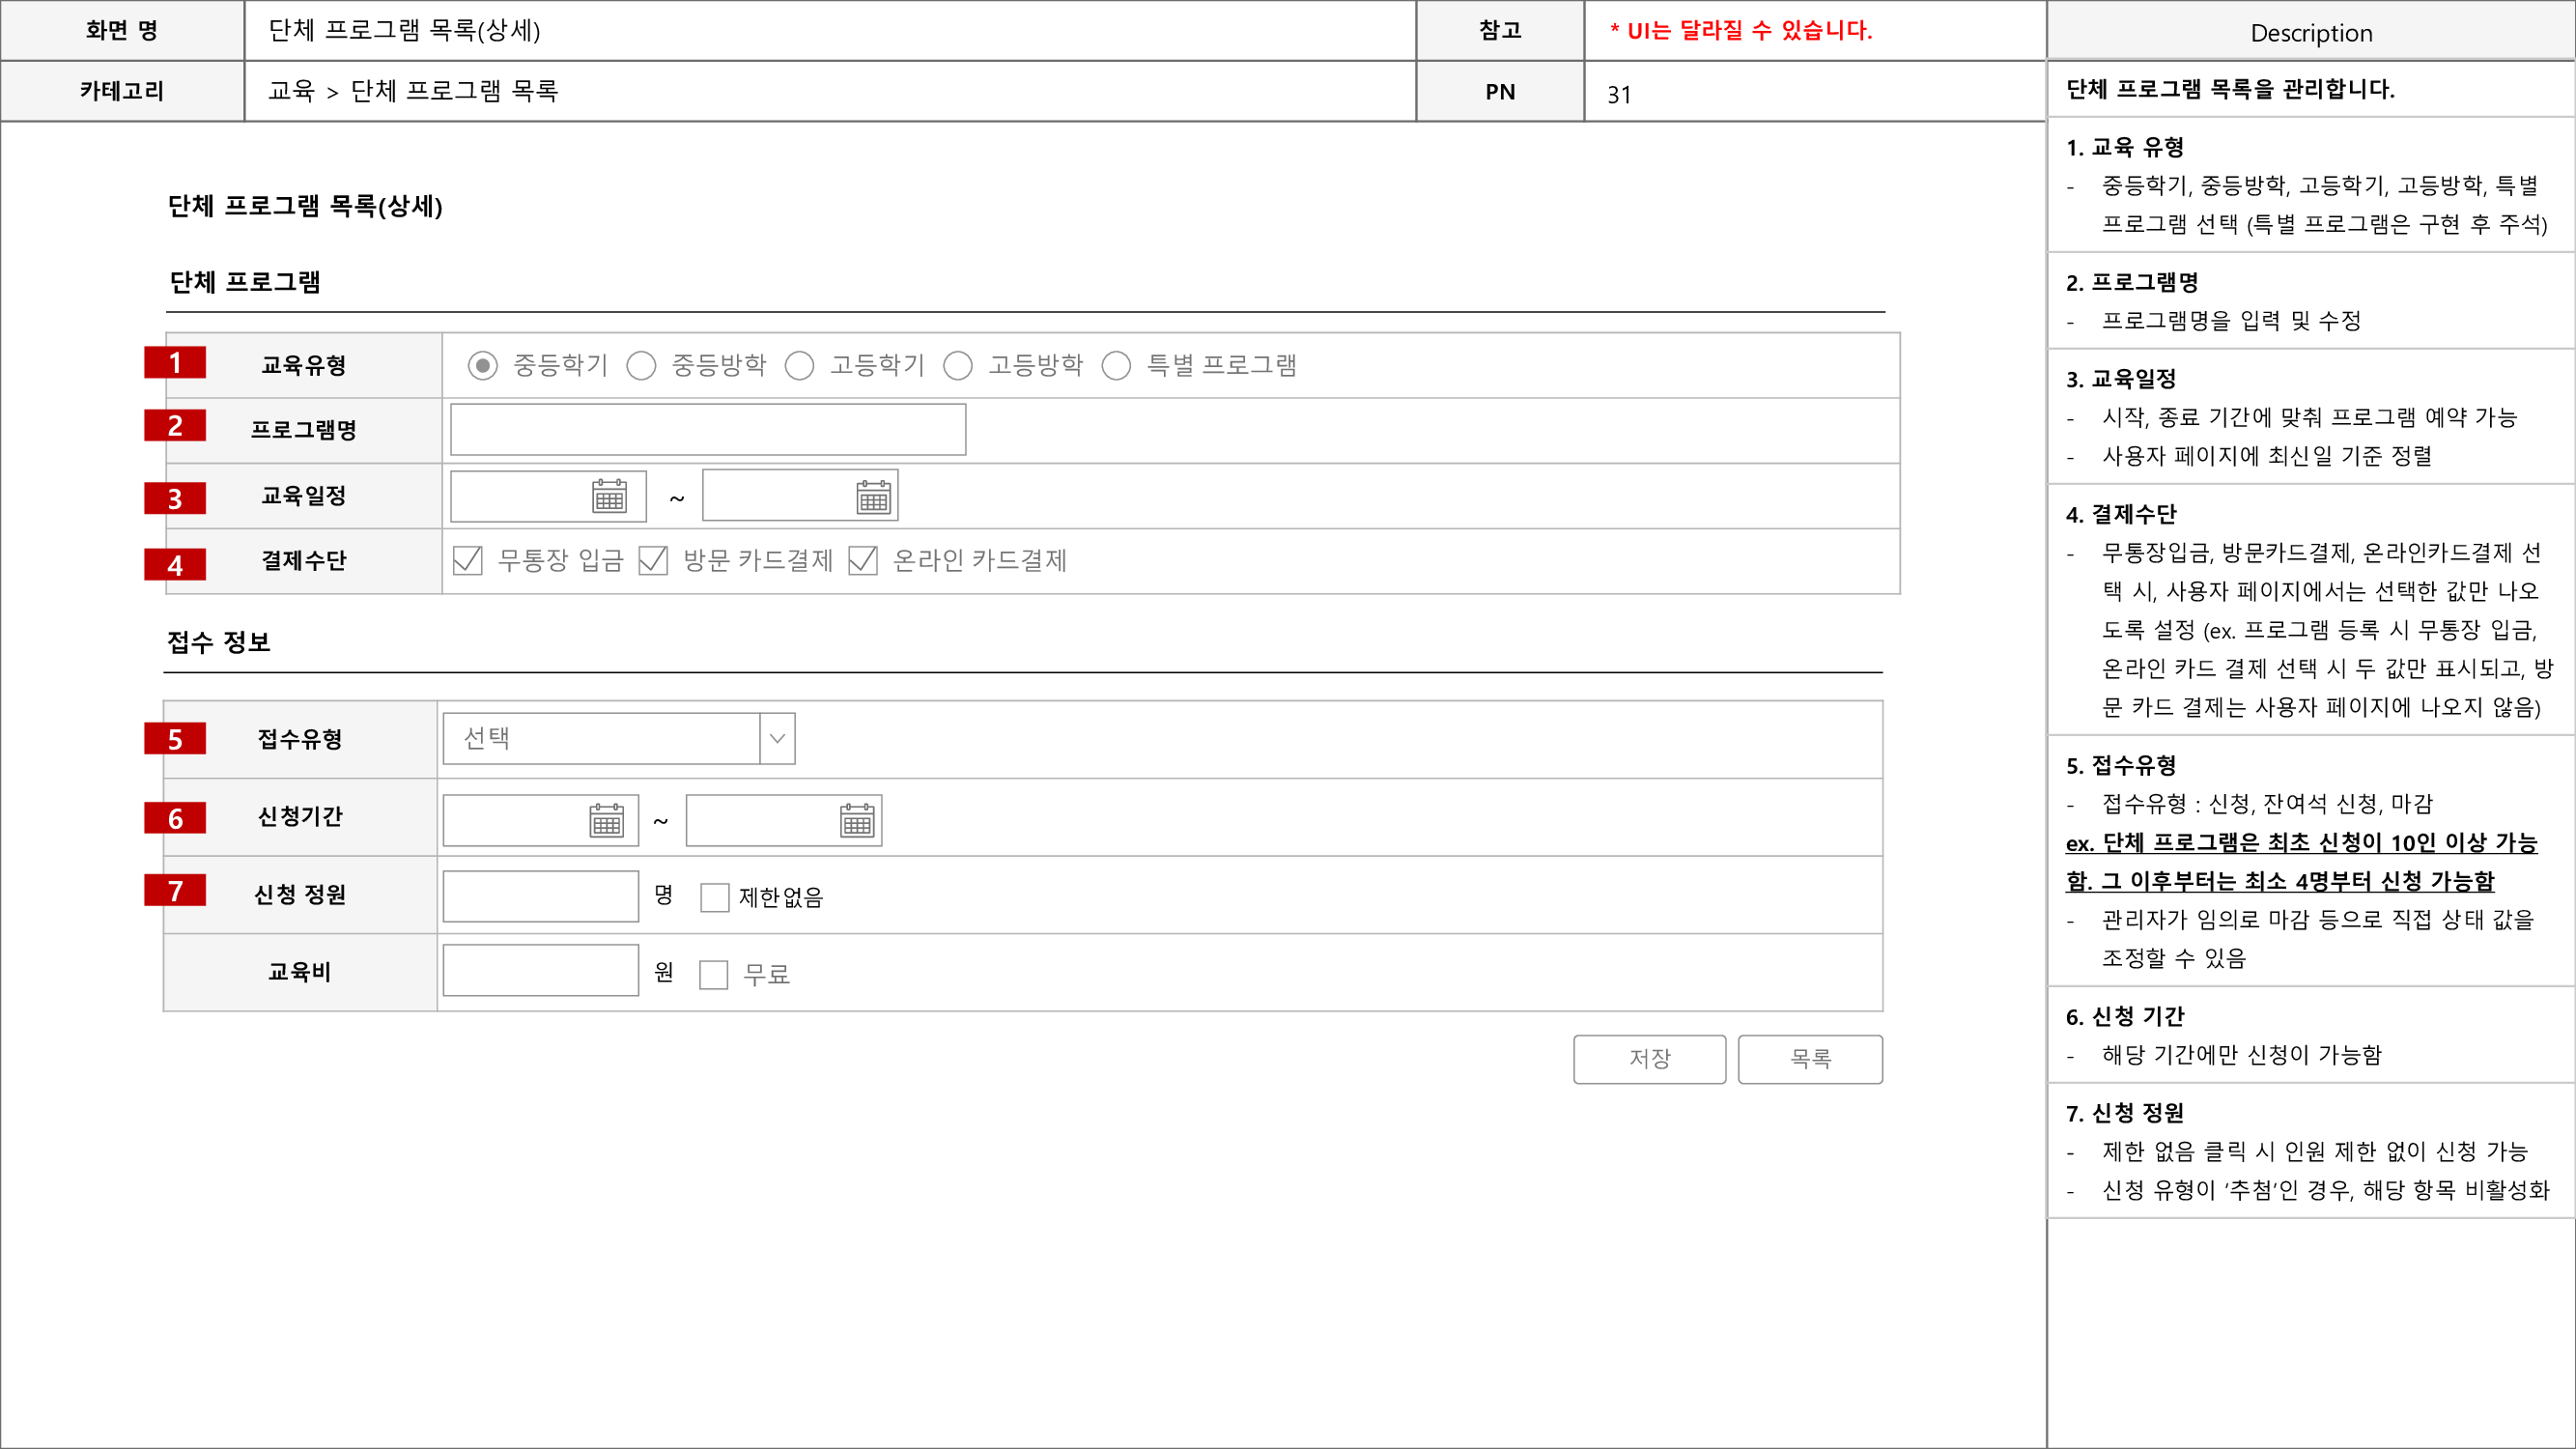 화면 명
단체 프로그램 목록(상세)
참고
* UI는 달라질 수 있습니다.
Description
카테고리
교육 > 단체 프로그램 목록
PN
31
단체 프로그램 목록(상세)
단체 프로그램
1
교육유형
중등학기
중등방학
고등학기
고등방학
특별 프로그램
2
프로그램명
3
교육일정
~
4
결제수단
무통장 입금
방문 카드결제
온라인 카드결제
접수 정보
5
접수유형
선택
6
신청기간
~
7
신청 정원
명
제한없음
교육비
원
무료
저장
목록
단체 프로그램 목록을 관리합니다.
1. 교육 유형
- 중등학기, 중등방학, 고등학기, 고등방학, 특별
프로그램 선택 (특별 프로그램은 구현 후 주석)
2. 프로그램명
- 프로그램명을 입력 및 수정
3. 교육일정
- 시작, 종료 기간에 맞춰 프로그램 예약 가능
- 사용자 페이지에 최신일 기준 정렬
4. 결제수단
- 무통장입금, 방문카드결제, 온라인카드결제 선
택 시, 사용자 페이지에서는 선택한 값만 나오
도록 설정 (ex. 프로그램 등록 시 무통장 입금,
온라인 카드 결제 선택 시 두 값만 표시되고, 방
문 카드 결제는 사용자 페이지에 나오지 않음)
5. 접수유형
- 접수유형 : 신청, 잔여석 신청, 마감
ex. 단체 프로그램은 최초 신청이 10인 이상 가능
함. 그 이후부터는 최소 4명부터 신청 가능함
- 관리자가 임의로 마감 등으로 직접 상태 값을
조정할 수 있음
6. 신청 기간
- 해당 기간에만 신청이 가능함
7. 신청 정원
- 제한 없음 클릭 시 인원 제한 없이 신청 가능
- 신청 유형이 ‘추첨‘인 경우, 해당 항목 비활성화